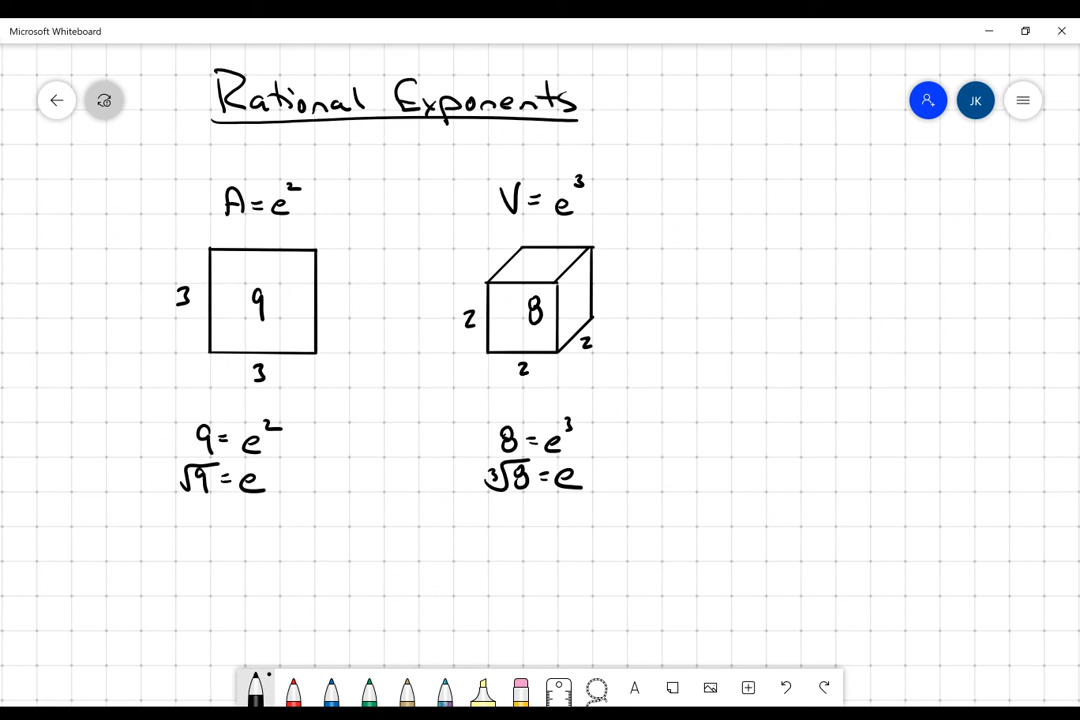 Microsoft Whiteboard
JK
Rational Exponents
A = e²
V = e³
3
9
3
2
8
2
2
9 = e²
√9 = e
8 = e³
³√8 = e
A